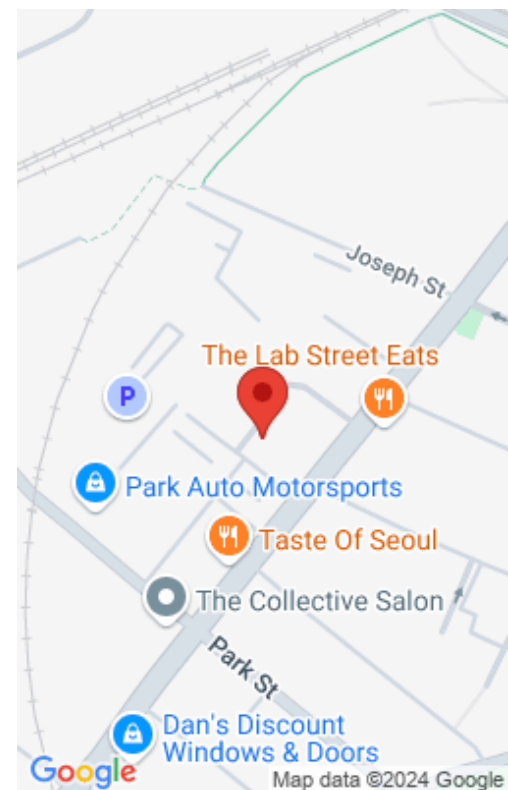 Joseph St
The Lab Street Eats
P
Park Auto Motorsports
Taste Of Seoul
The Collective Salon
Park St
Dan's Discount
Windows & Doors
Google
Map data ©2024 Google